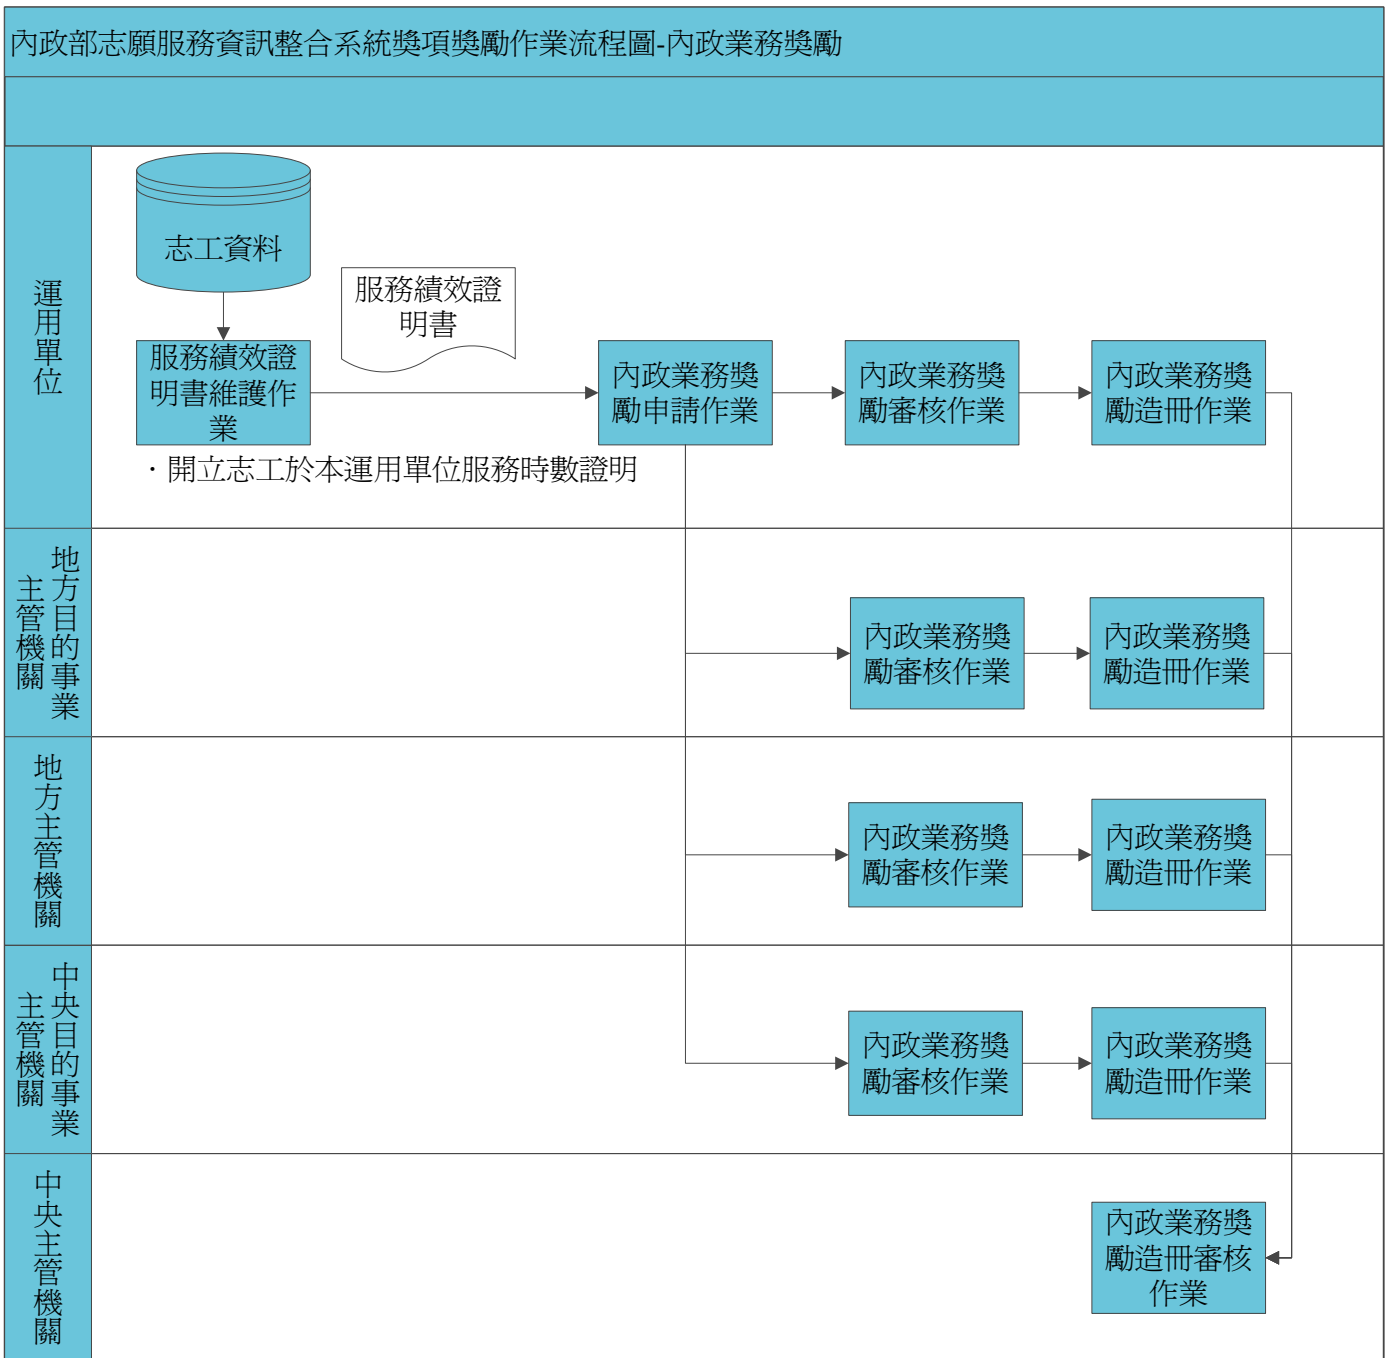 內政部志願服務資訊整合系統獎項獎勵作業流程圖-內政業務獎勵
運用單位
志工資料
服務績效證
明書
服務績效證
明書維護作
業
內政業務獎
勵申請作業
內政業務獎
勵審核作業
內政業務獎
勵造冊作業
·開立志工於本運用單位服務時數證明
地方目的事業
主管機關
內政業務獎
勵審核作業
內政業務獎
勵造冊作業
地方主管機關
內政業務獎
勵審核作業
內政業務獎
勵造冊作業
中央目的事業
主管機關
內政業務獎
勵審核作業
內政業務獎
勵造冊作業
中央主管機關
內政業務獎
勵造冊審核
作業